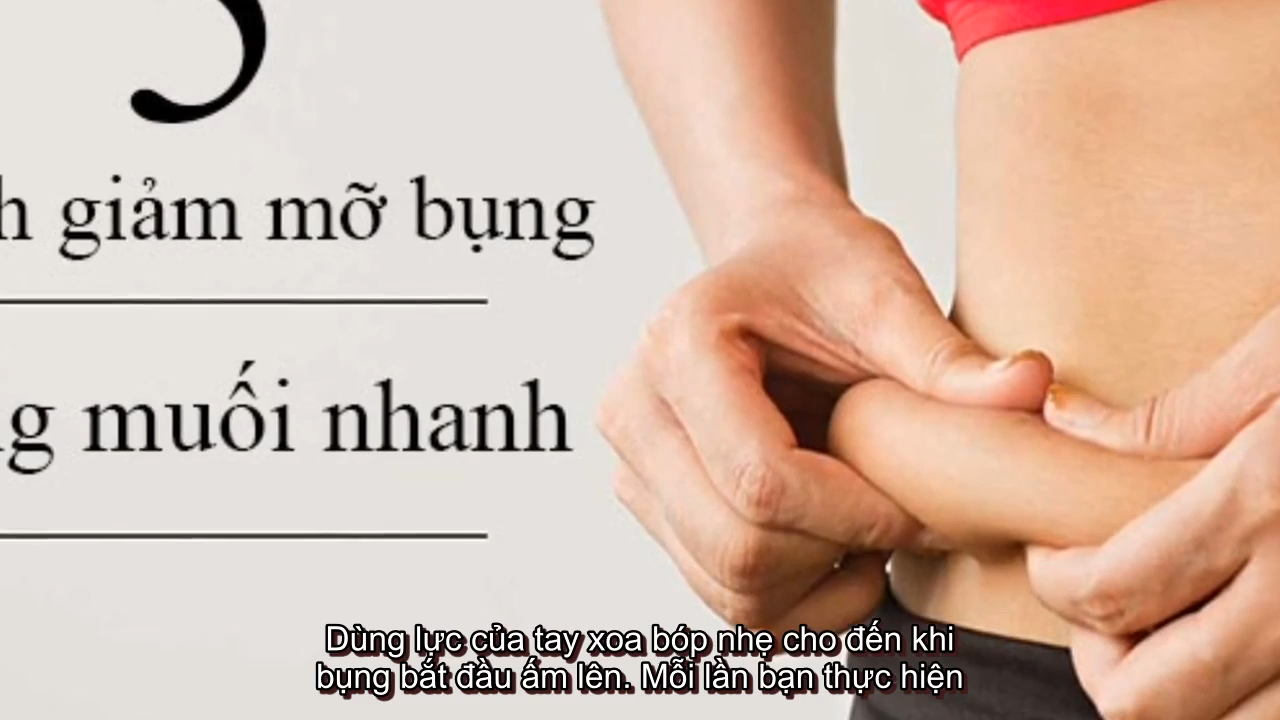 giảm mỡ bụng
muối nhanh
Dùng lực của tay xoa bóp nhẹ cho đến khi
bụng bắt đầu ấm lên. Mỗi lần bạn thực hiện